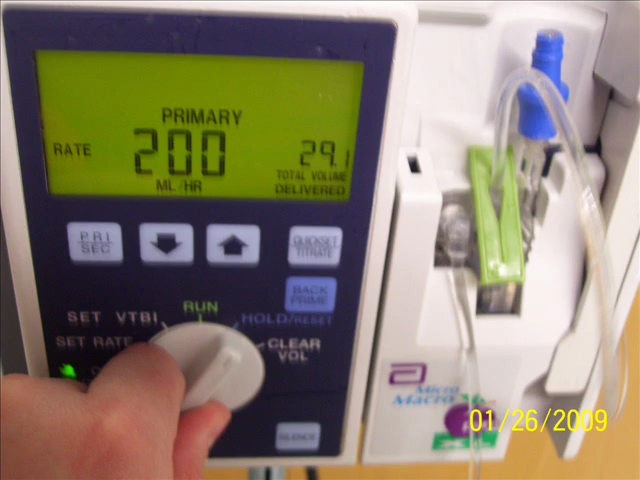 PRIMARY
RATE 200 29.1
ML/HR TOTAL VOLUME
DELIVERED
PRI
SEC
QUICKSET
TITRATE
BACK
PRIME
SET VTBI RUN HOLD/RESET
SET RATE CLEAR
VOL
SILENCE
Micro
Macro
01/26/2009